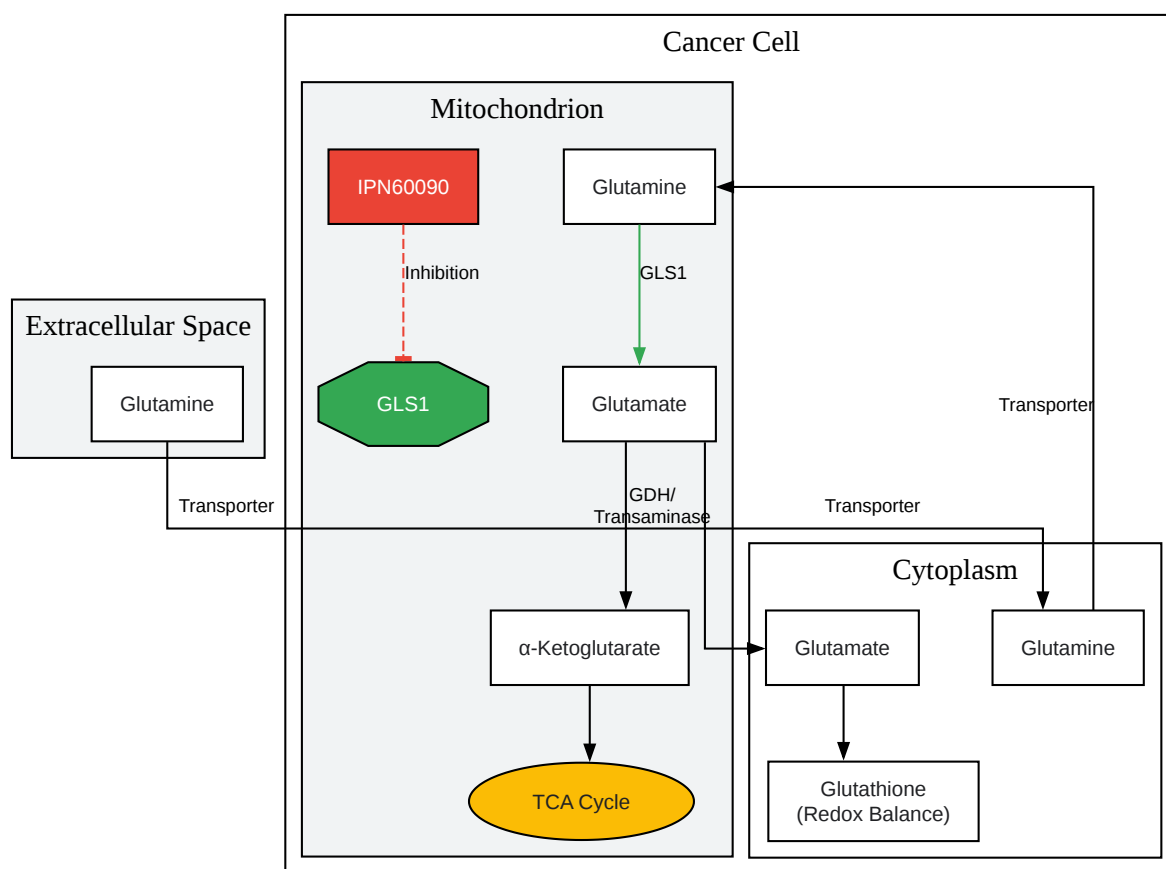 Cancer Cell
Mitochondrion
IPN60090
Glutamine
Inhibition
GLS1
Extracellular Space
Glutamine
GLS1
Glutamate
Transporter
Transporter
GDH/
Transaminase
Transporter
Cytoplasm
α-Ketoglutarate
Glutamate
Glutamine
TCA Cycle
Glutathione
(Redox Balance)